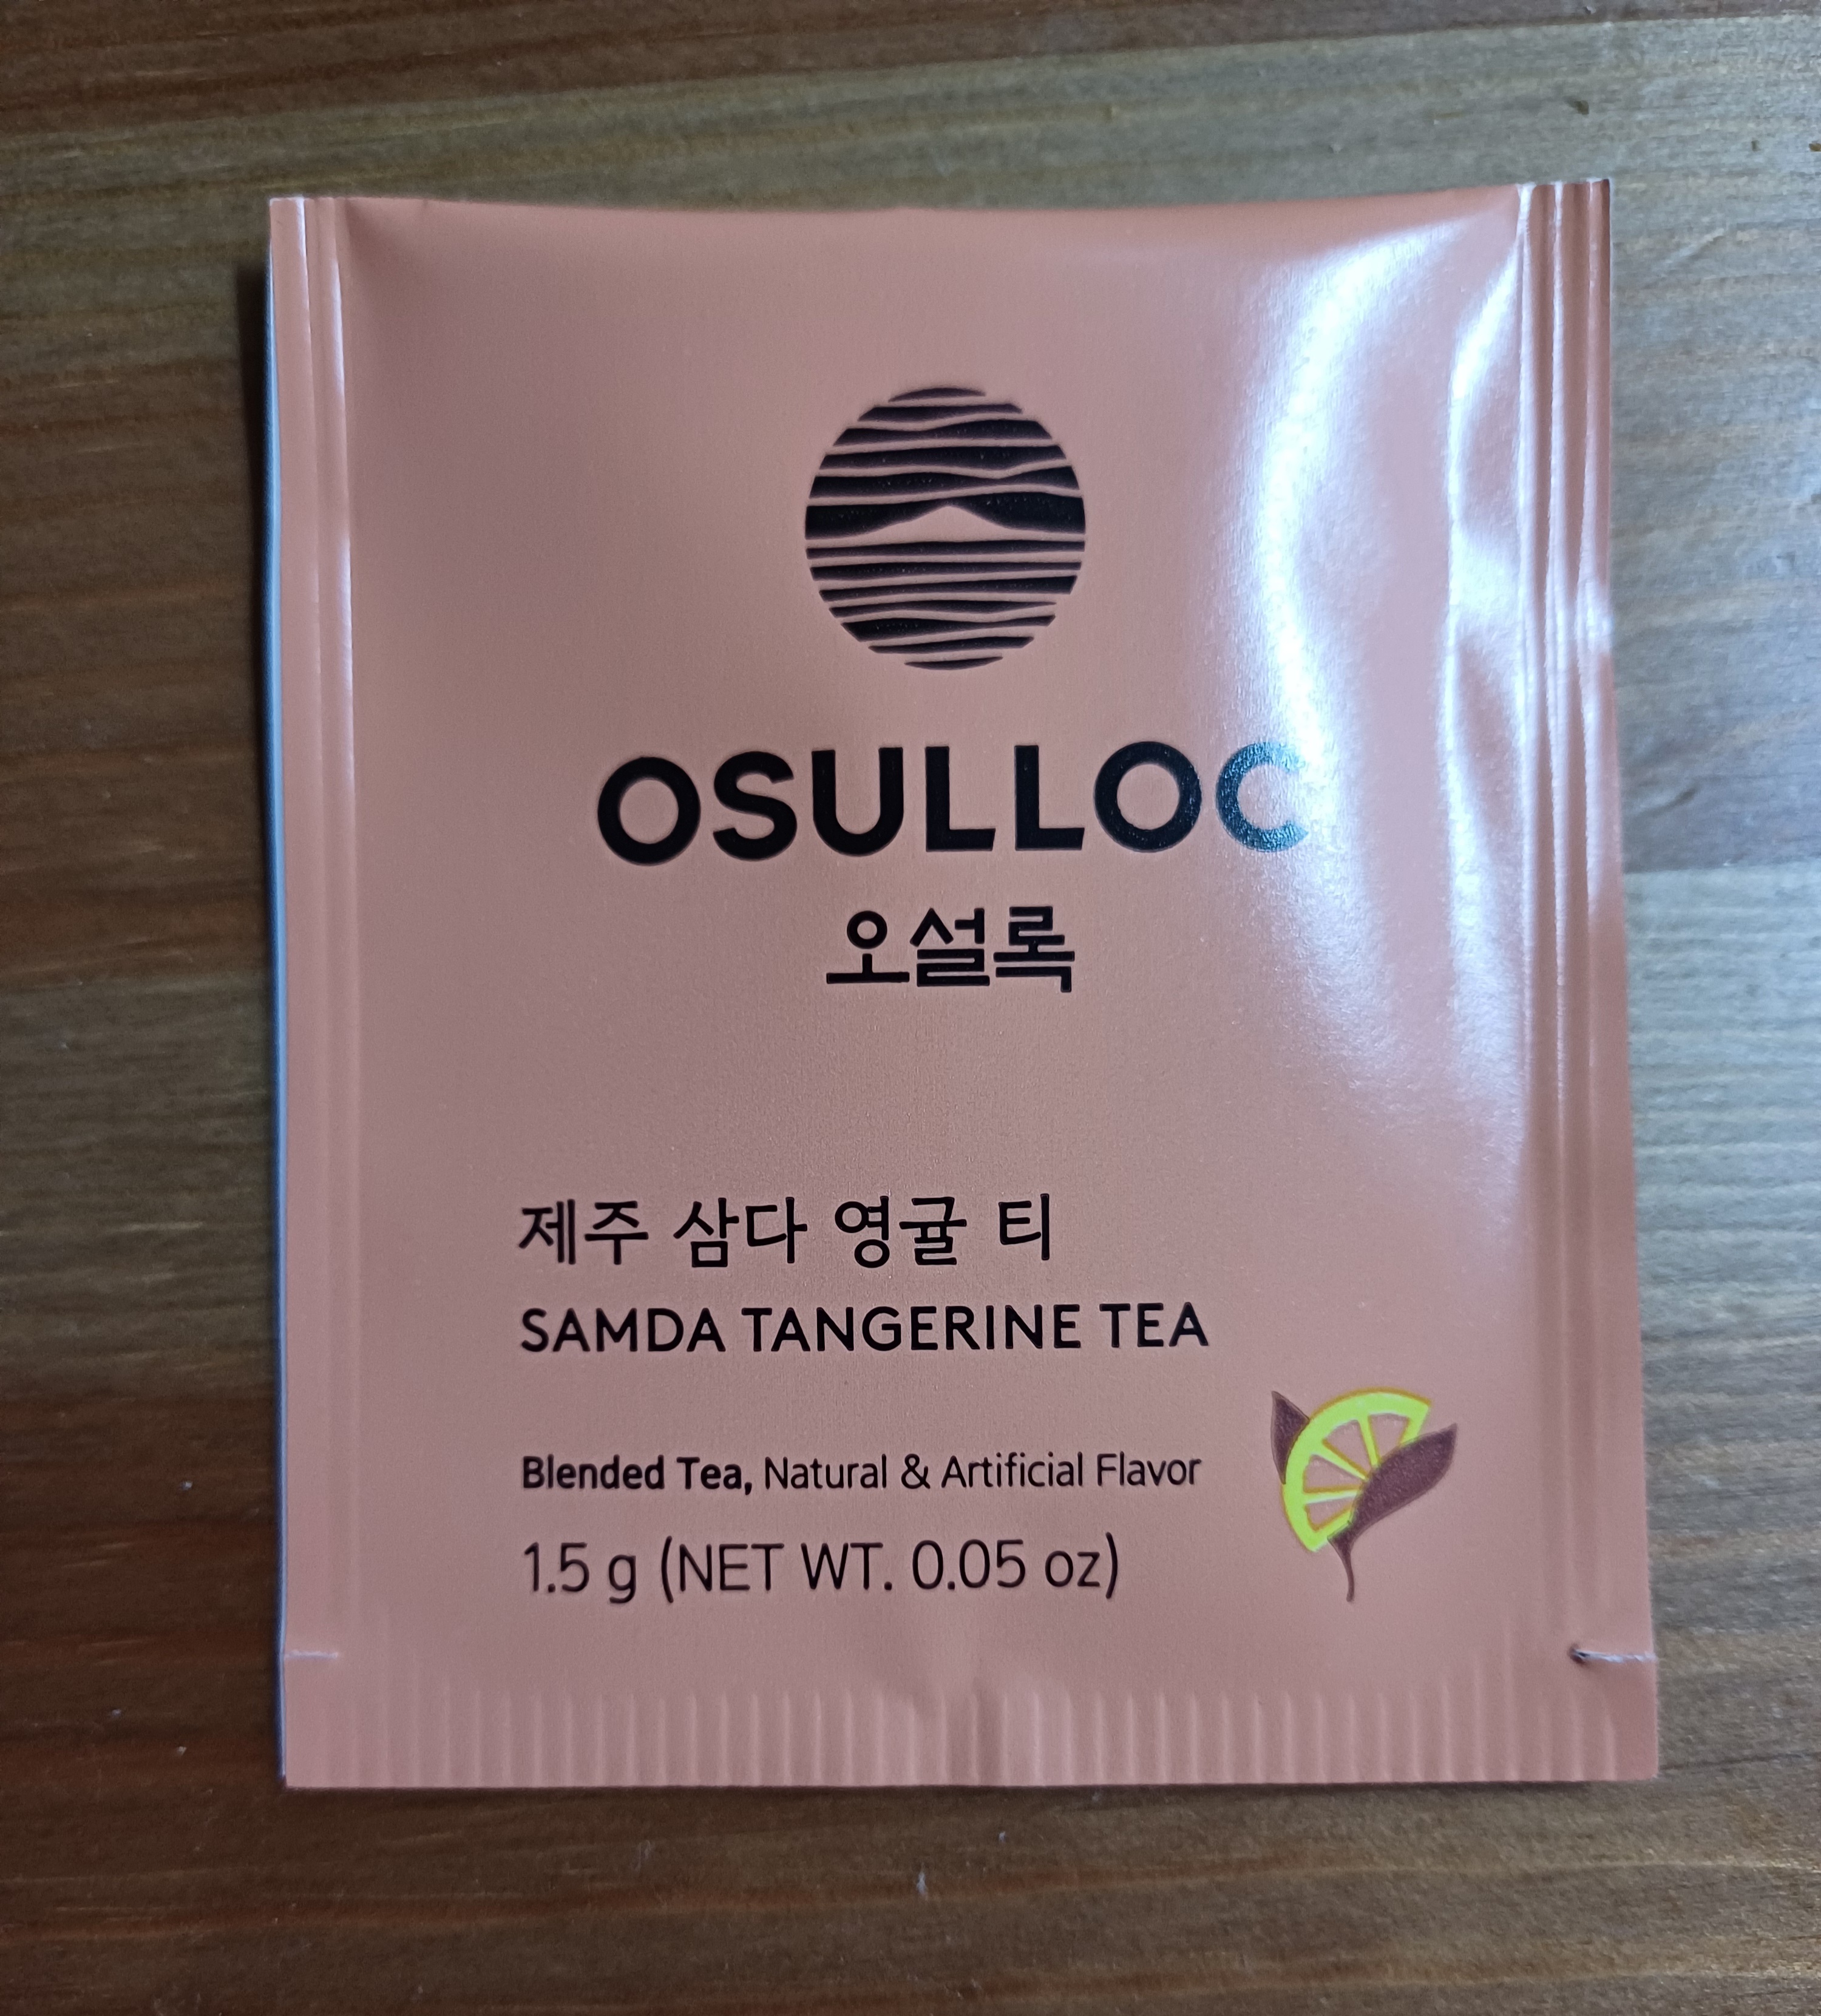 OSULLOC
오설록
제주 삼다 영귤 티
SAMDA TANGERINE TEA
Blended Tea, Natural & Artificial Flavor
1.5 g (NET WT. 0.05 oz)